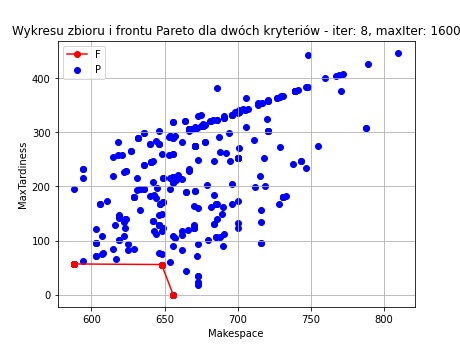 Wykresu zbioru i frontu Pareto dla dwóch kryteriów - iter: 8, maxIter: 1600
F
P
MaxTardiness
400
300
200
100
0
600
650
700
750
800
Makespace